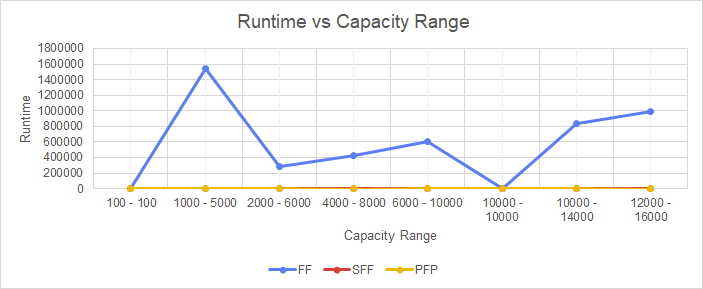 Runtime vs Capacity Range
1800000
1600000
1400000
1200000
1000000
800000
600000
400000
200000
0
Runtime
100 - 100
1000 - 5000
2000 - 6000
4000 - 8000
6000 - 10000
10000 -
10000
10000 -
14000
12000 -
16000
Capacity Range
FF SFF PFP